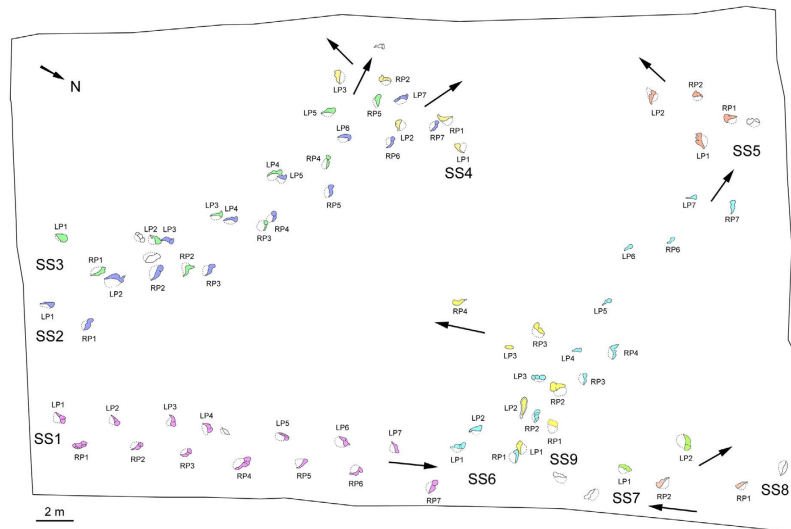 LP3
RP2
N
LP5
RP5
LP7
LP2
RP1
LP6
RP7
RP4
RP6
LP1
SS4
LP4
LP5
RP5
LP3
LP4
RP3
RP4
LP1
LP2
LP3
SS3
RP1
LP2
RP2
RP2
RP3
LP1
RP1
SS2
LP2
RP2
RP1
LP1
SS5
LP7
RP7
LP6
RP6
LP5
RP4
RP3
LP3
LP4
RP4
LP3
RP3
RP2
LP2
RP2
RP1
LP2
LP1
RP1
LP1
SS9
SS6
LP1
LP2
LP3
LP4
LP5
LP6
LP7
SS1
RP1
RP2
RP3
RP4
RP5
RP6
RP7
LP2
LP1
SS7
RP2
RP1
SS8
2 m